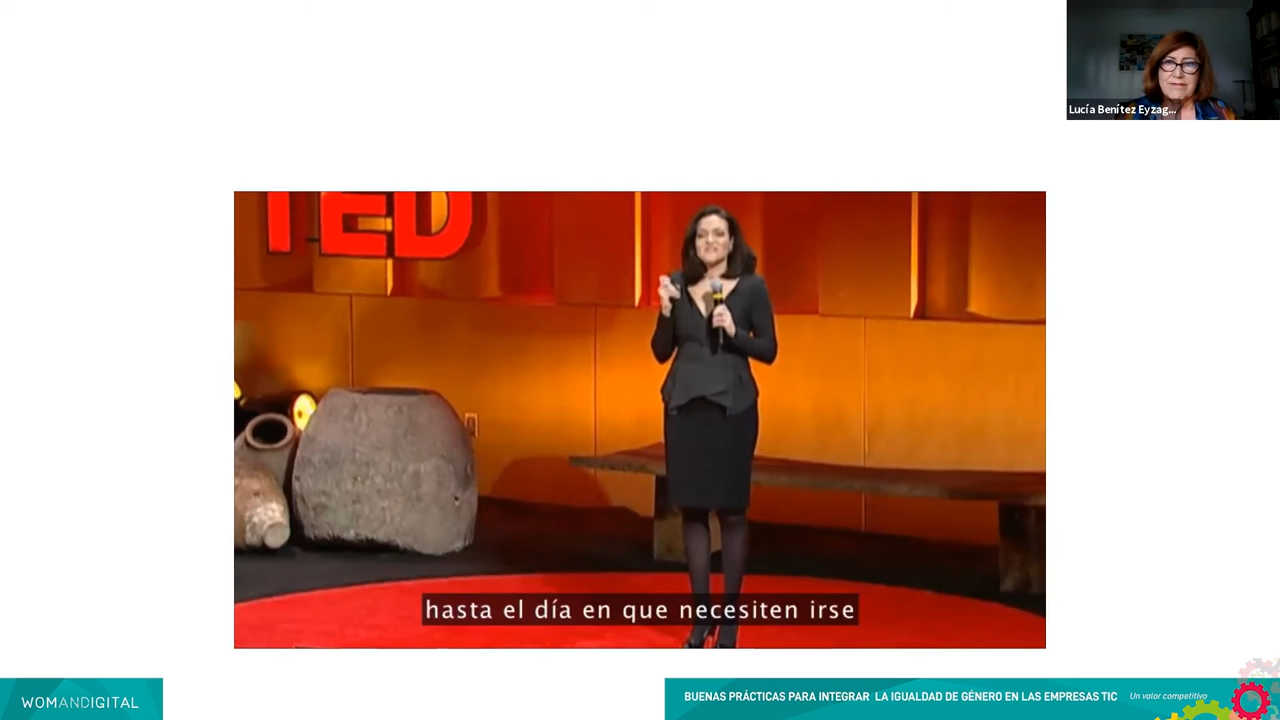 Lucía Benítez Eyzag...
TED
hasta el día en que necesiten irse
WOMANDIGITAL
BUENAS PRÁCTICAS PARA INTEGRAR LA IGUALDAD DE GÉNERO EN LAS EMPRESAS TIC
Un valor competitivo